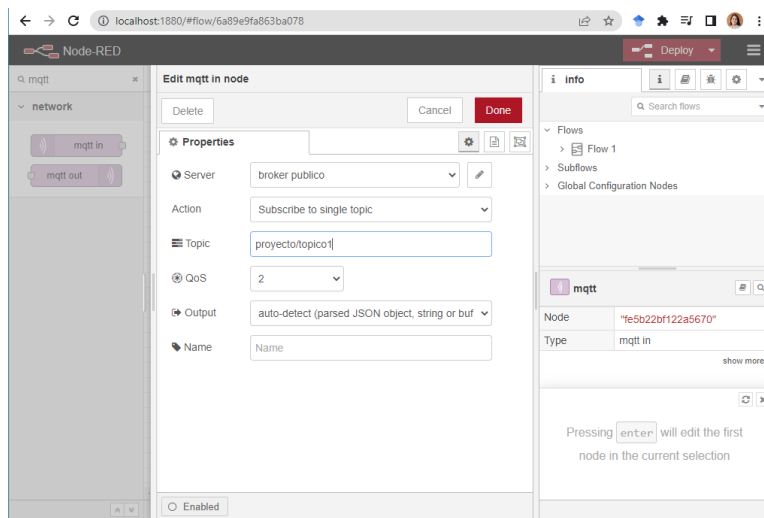 localhost:1880/#flow/6a89e9fa863ba078
Node-RED
Deploy
mqtt
network
mqtt in
mqtt out
Edit mqtt in node
Delete
Cancel
Done
Properties
Server
broker publico
Action
Subscribe to single topic
Topic
proyecto/topico1
QoS
2
Output
auto-detect (parsed JSON object, string or buf
Name
Name
Enabled
i info
i
Search flows
Flows
Flow 1
Subflows
Global Configuration Nodes
mqtt
Node
"fe5b22bf122a5670"
Type
mqtt in
show more
Pressing enter will edit the first
node in the current selection